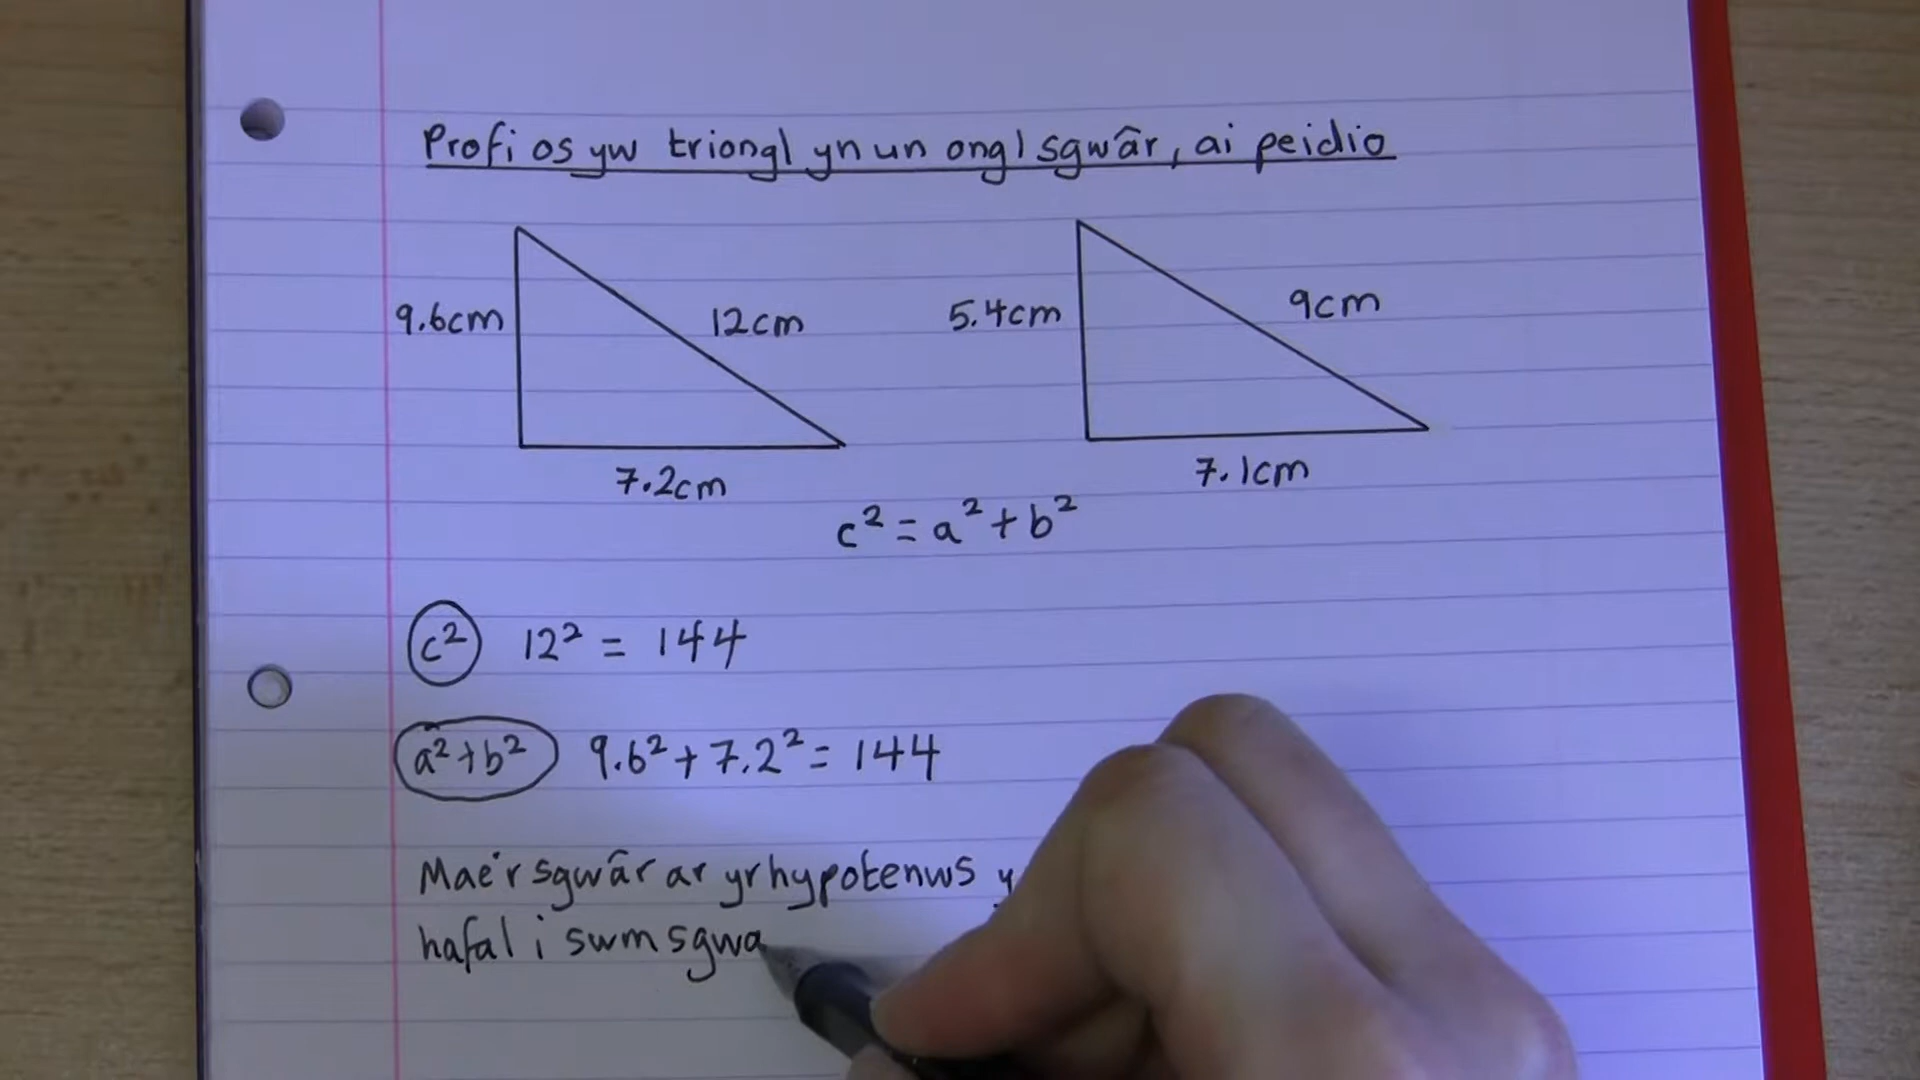 Profi os yw triongl yn un ongl sgwâr, ai peidio
9.6cm
12cm
7.2cm
5.4cm
9cm
7.1cm
c² = a² + b²
c² 12² = 144
a² + b² 9.6² + 7.2² = 144
Mae'r sgwâr ar yr hypotenws
hafal i swm sgwa